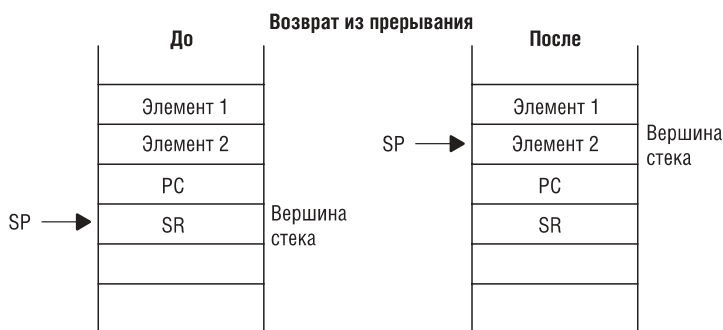 Возврат из прерывания
До
После
Элемент 1
Элемент 2
PC
SP
SR
Вершина
стека
Элемент 1
SP
Элемент 2
Вершина
стека
PC
SR